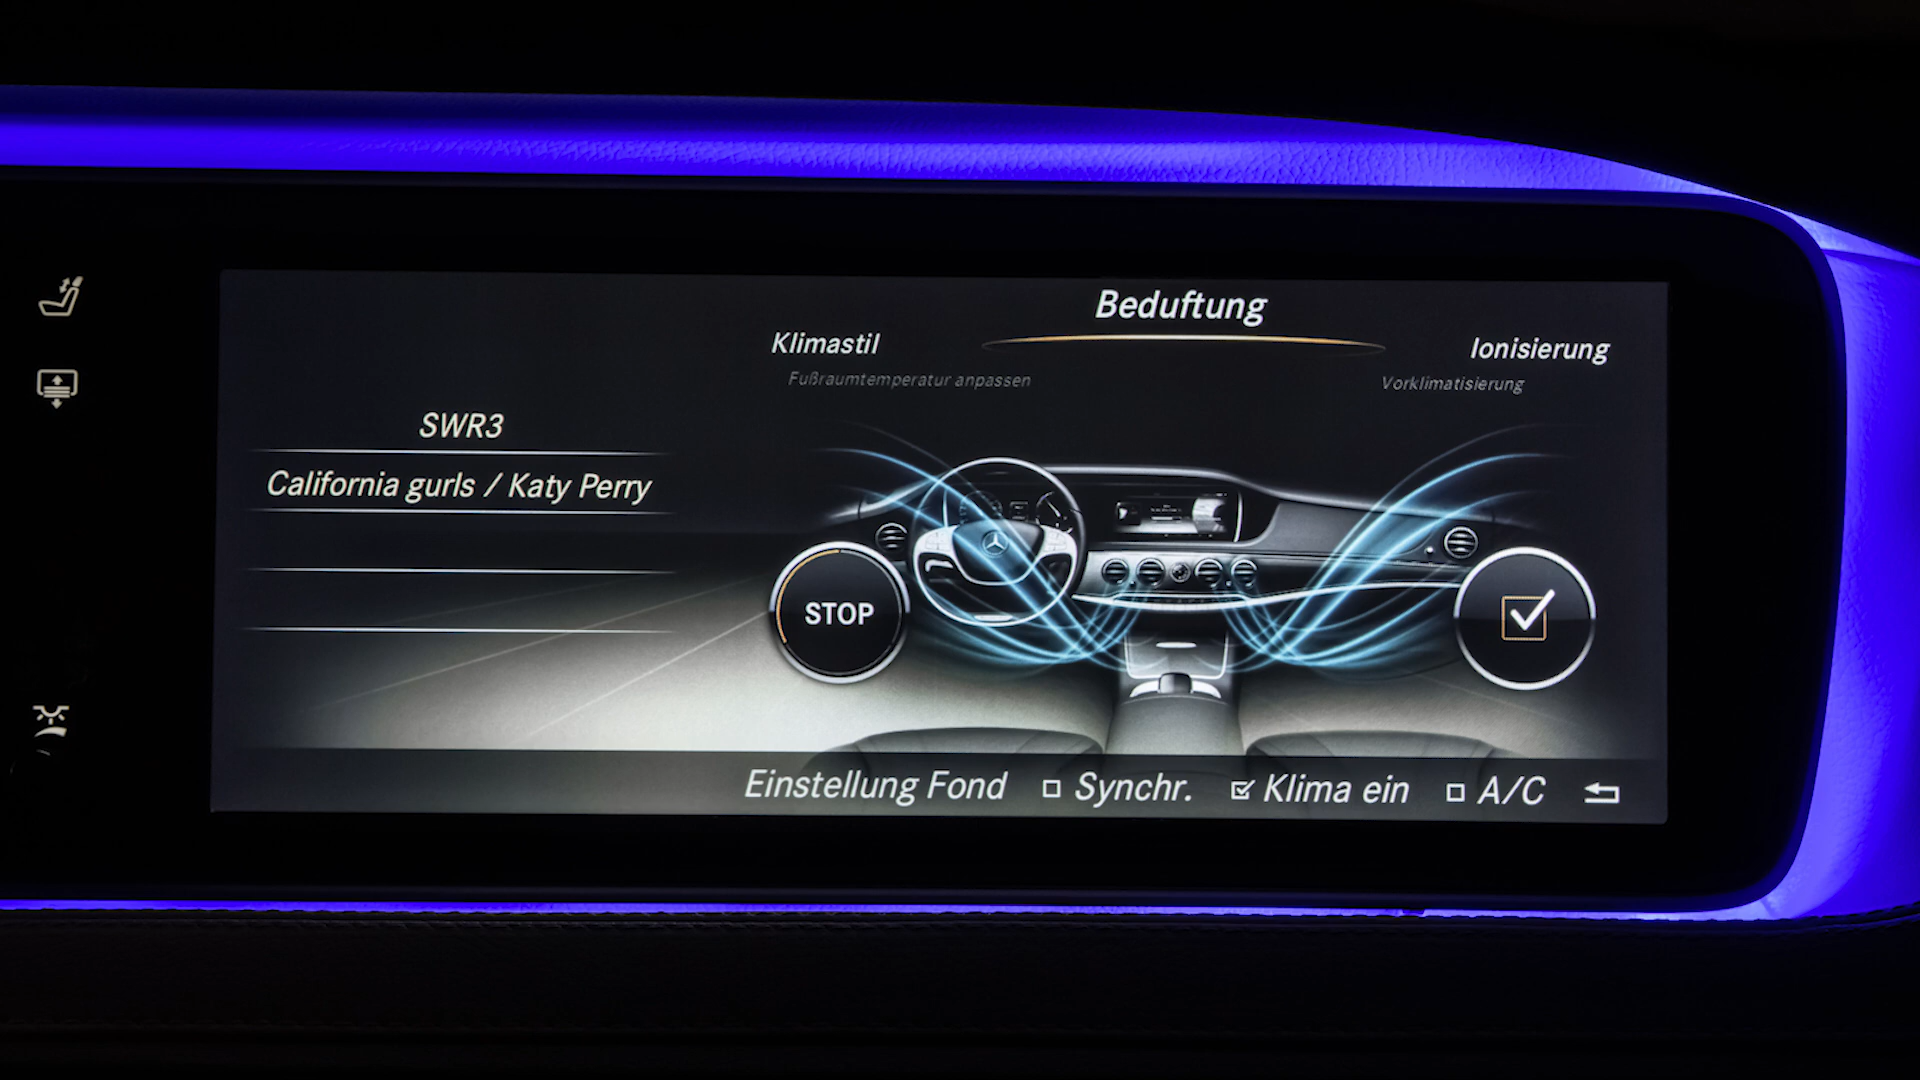 Beduftung
Klimastil
Ionisierung
Fußraumtemperatur anpassen
Vorklimatisierung
SWR3
California gurls / Katy Perry
STOP
Einstellung Fond
Synchr.
Klima ein
A/C